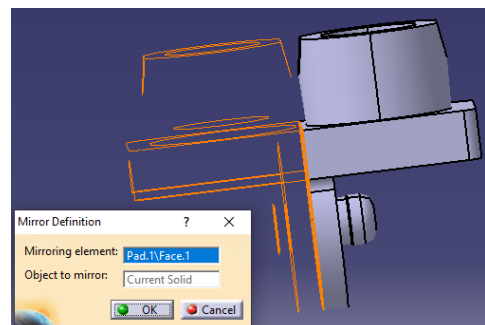 Mirror Definition ? X
Mirroring element: Pad.1\Face.1
Object to mirror: Current Solid
OK Cancel